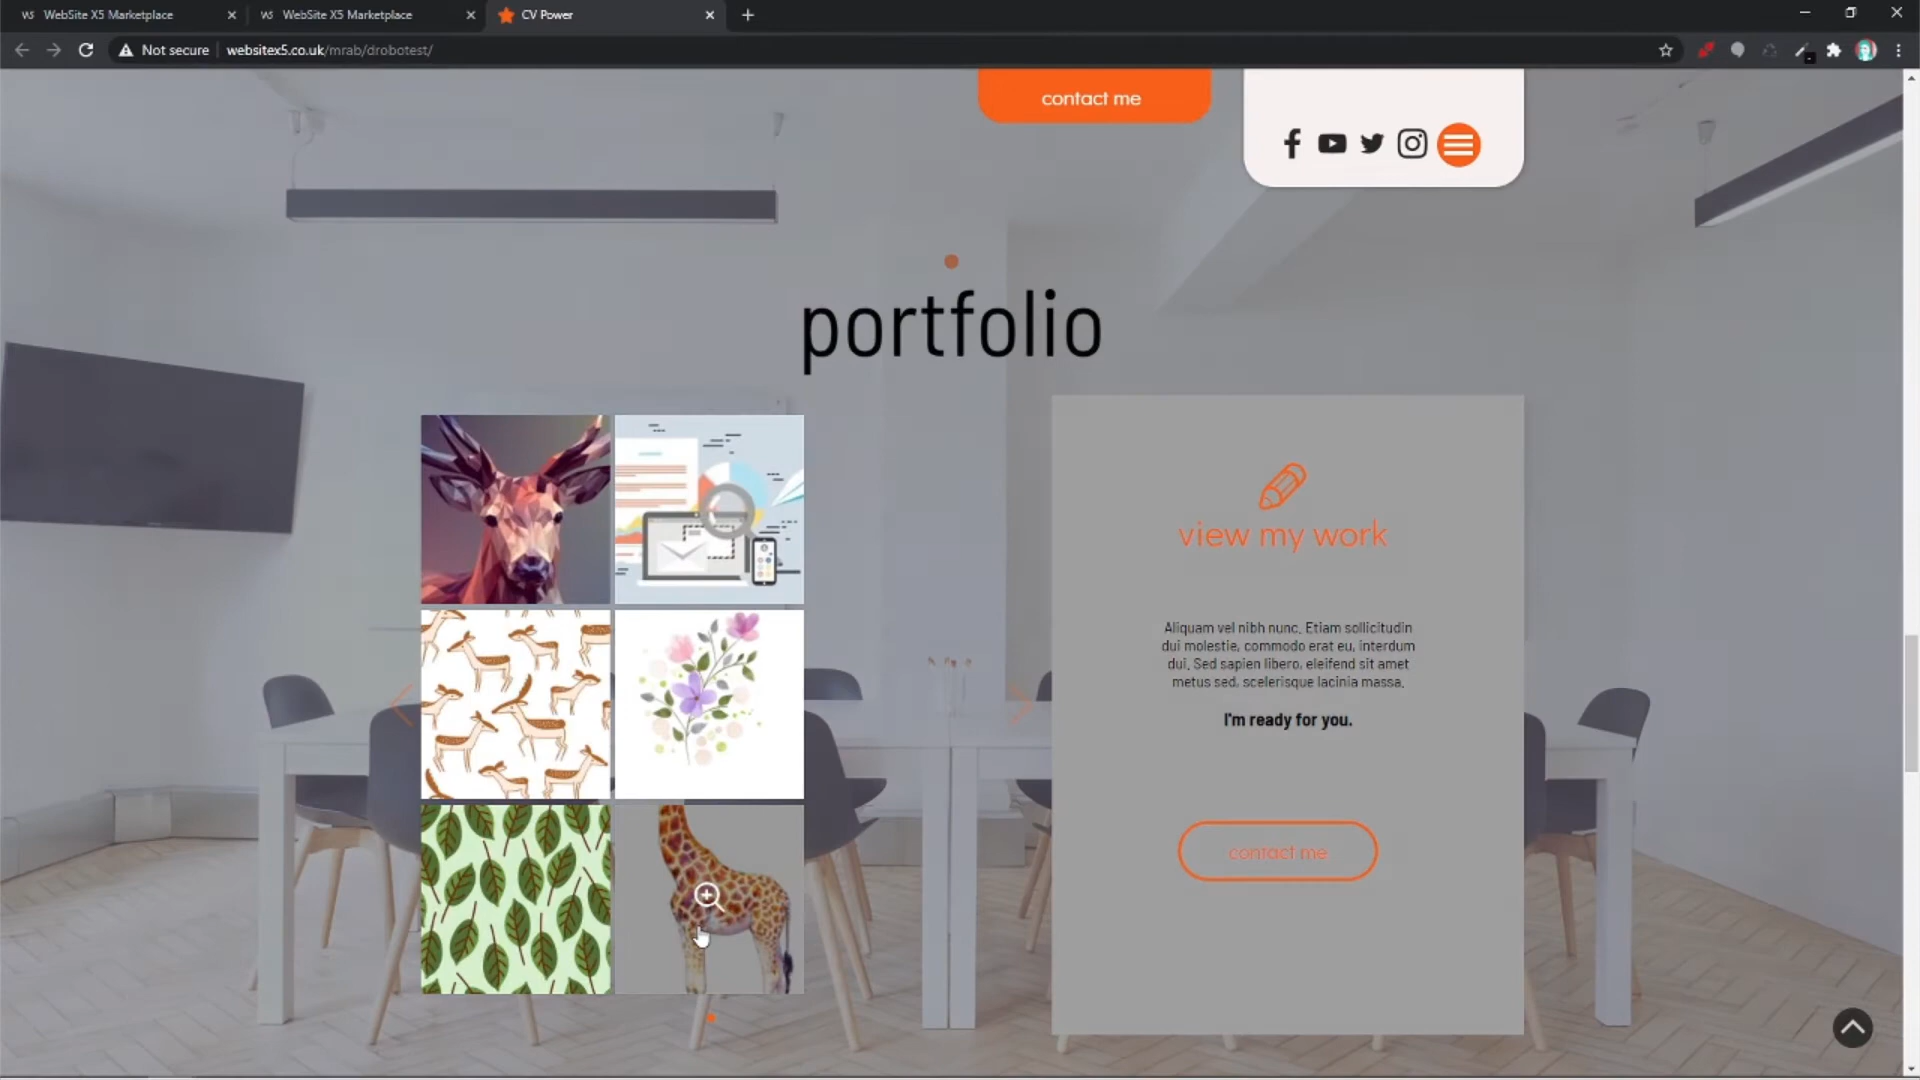 WebSite X5 Marketplace
WebSite X5 Marketplace
CV Power
Not secure
websitex5.co.uk/mrab/drobotest/
contact me
portfolio
view my work
Aliquam vel nibh nunc. Etiam sollicitudin
dui molestie, commodo erat eu, interdum
dui. Sed sapien libero, eleifend sit amet
metus sed, scelerisque lacinia massa.
I'm ready for you.
contact me